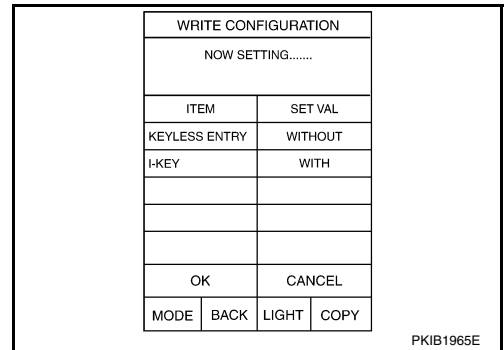 WRITE CONFIGURATION
NOW SETTING.......
ITEM SET VAL
KEYLESS ENTRY WITHOUT
I-KEY WITH
OK CANCEL
MODE BACK LIGHT COPY
PKIB1965E